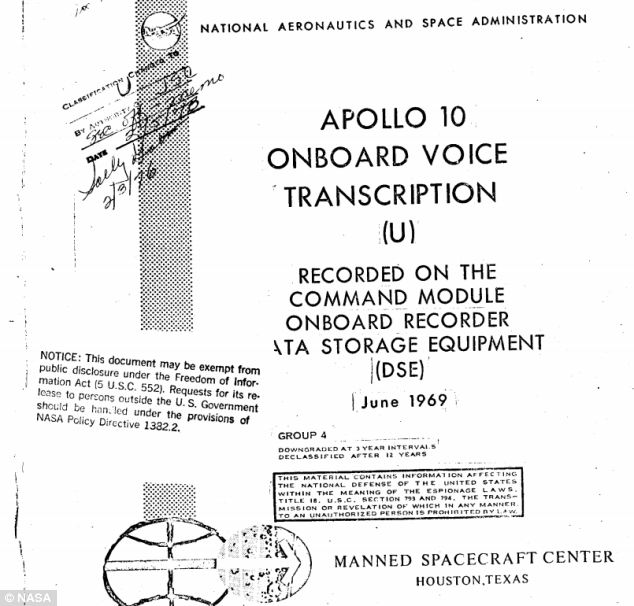 NATIONAL AERONAUTICS AND SPACE ADMINISTRATION
CLASSIFICATION CHANGED TO
U
By AUTHORITY
DATE
2/3/76
APOLLO 10
ONBOARD VOICE
TRANSCRIPTION
(U)
RECORDED ON THE
COMMAND MODULE
ONBOARD RECORDER
ATA STORAGE EQUIPMENT
(DSE)
June 1969
NOTICE: This document may be exempt from
public disclosure under the Freedom of Infor-
mation Act (5 U.S.C. 552). Requests for its re-
lease to persons outside the U.S. Government
should be handled under the provisions of
NASA Policy Directive 1382.2.
GROUP 4
DOWNGRADED AT 3 YEAR INTERVALS
DECLASSIFIED AFTER 12 YEARS
THIS MATERIAL CONTAINS INFORMATION AFFECTING
THE NATIONAL DEFENSE OF THE UNITED STATES
WITHIN THE MEANING OF THE ESPIONAGE LAWS,
TITLE 18, U.S.C. SECTION 793 AND 794, THE TRANS-
MISSION OR REVELATION OF WHICH IN ANY MANNER
TO AN UNAUTHORIZED PERSON IS PROHIBITED BY LAW.
MANNED SPACECRAFT CENTER
HOUSTON, TEXAS
© NASA